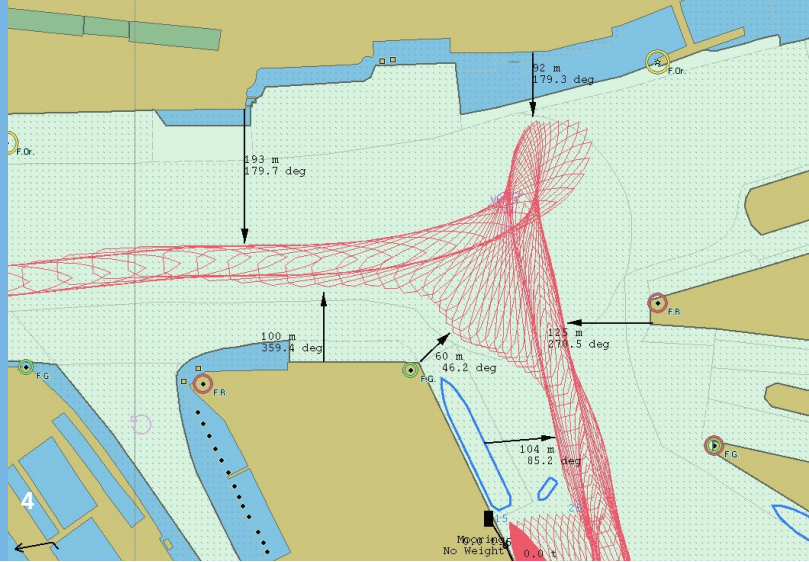 92 m
179.3 deg
F.Or.
F.Or.
193 m
179.7 deg
F.R.
100 m
359.4 deg
125 m
270.5 deg
60 m
46.2 deg
F.G.
F.G.
F.R.
104 m
85.2 deg
F.G.
4
15
Mooring
No Weight
0.0 t